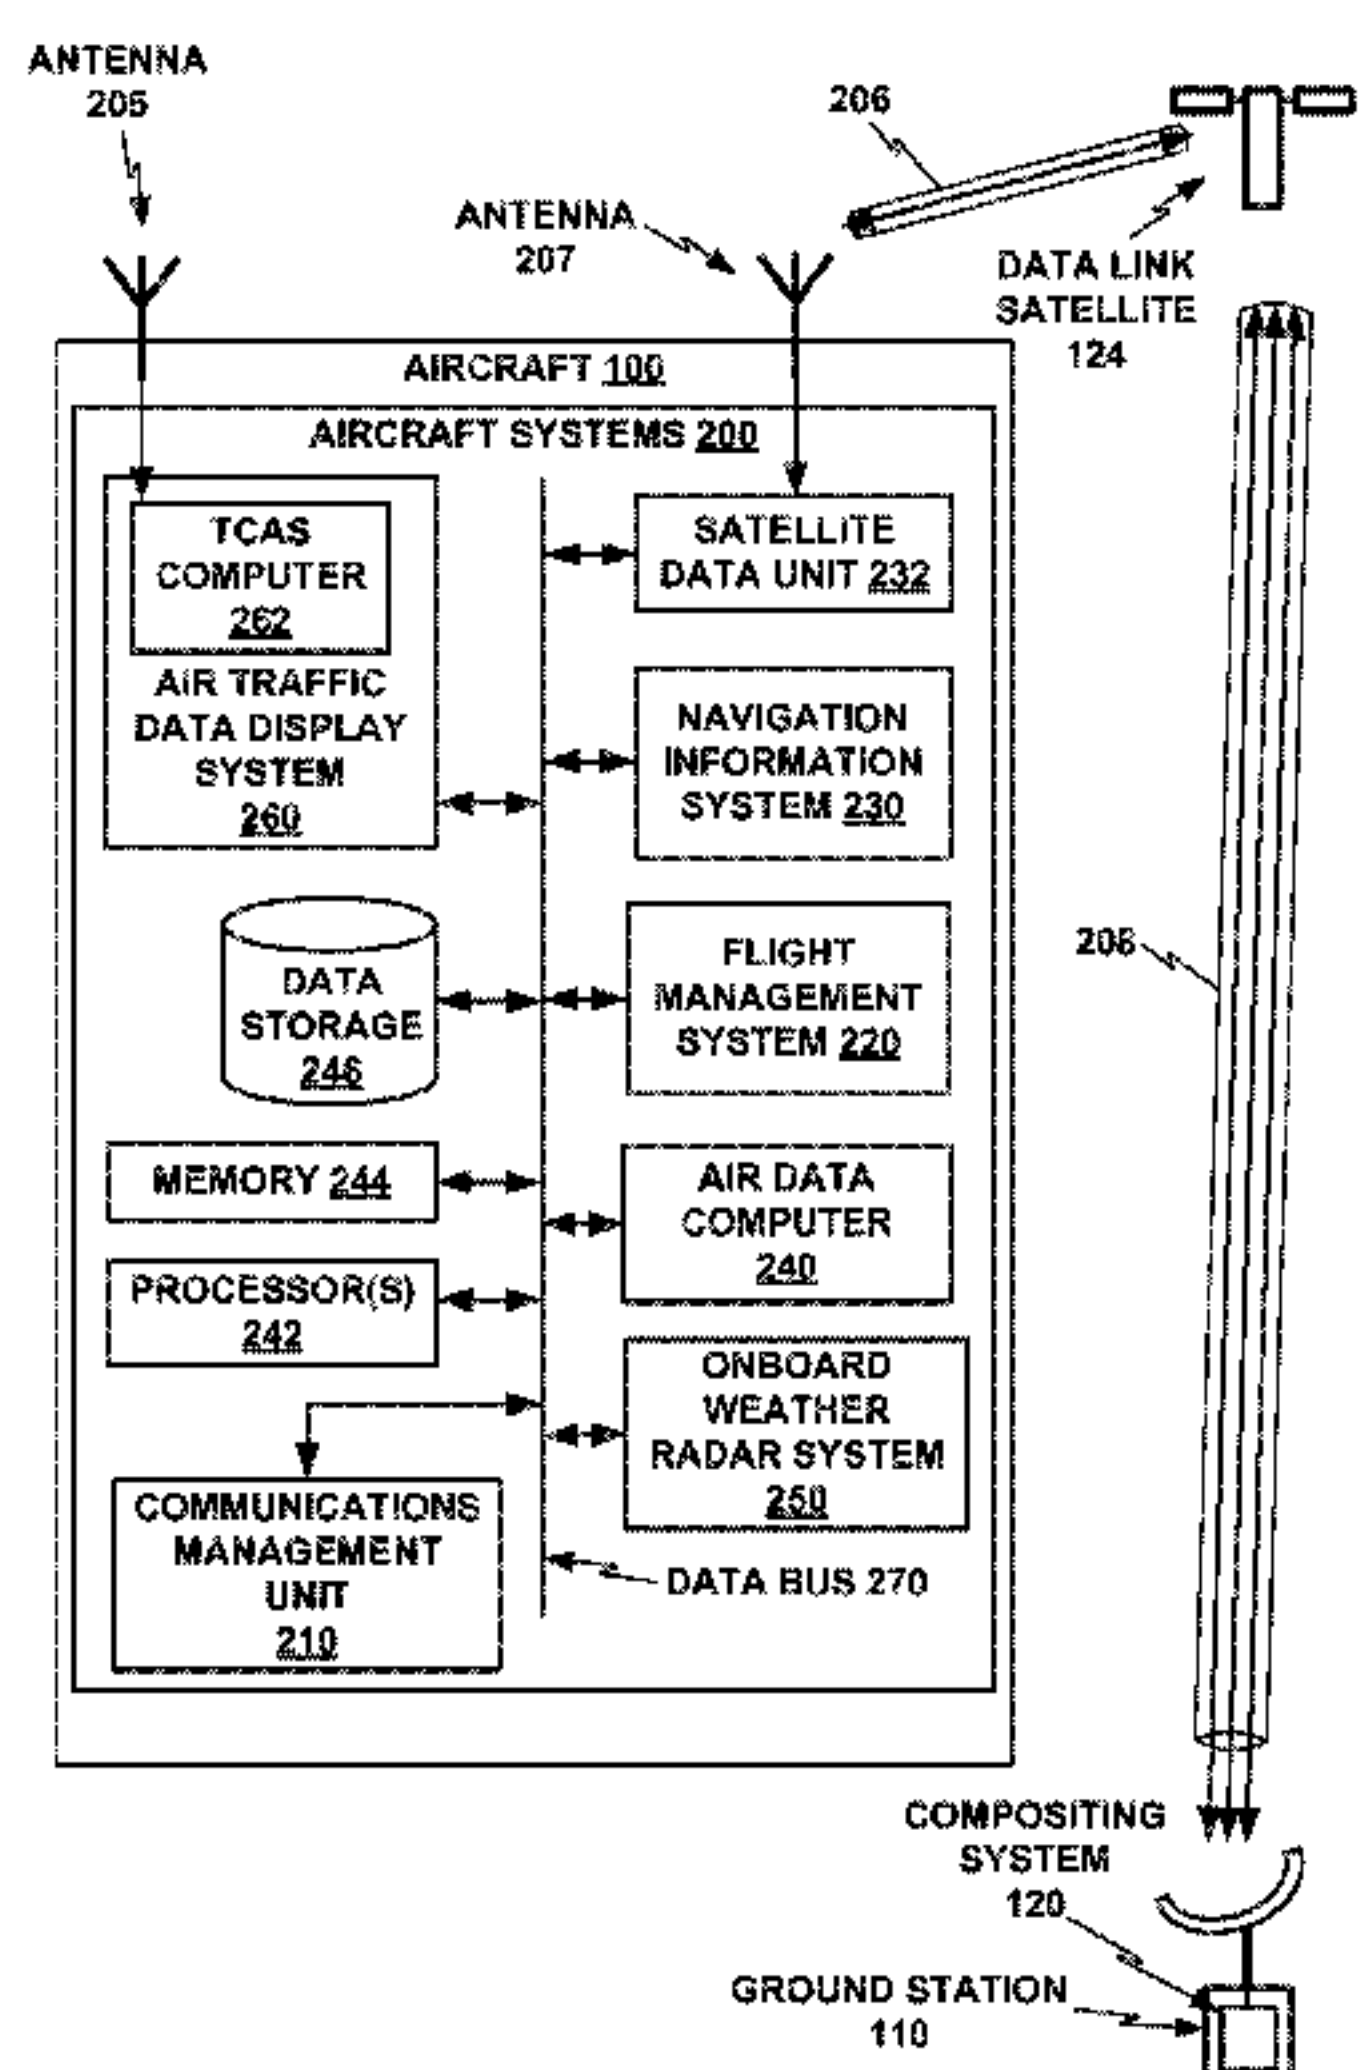 ANTENNA
205
206
ANTENNA
207
DATA LINK
SATELLITE
124
AIRCRAFT 100
AIRCRAFT SYSTEMS 200
TCAS
COMPUTER
262
AIR TRAFFIC
DATA DISPLAY
SYSTEM
260
SATELLITE
DATA UNIT 232
NAVIGATION
INFORMATION
SYSTEM 230
DATA
STORAGE
246
FLIGHT
MANAGEMENT
SYSTEM 220
208
MEMORY 244
AIR DATA
COMPUTER
240
PROCESSOR(S)
242
ONBOARD
WEATHER
RADAR SYSTEM
250
COMMUNICATIONS
MANAGEMENT
UNIT
210
DATA BUS 270
COMPOSITING
SYSTEM
120
GROUND STATION
110